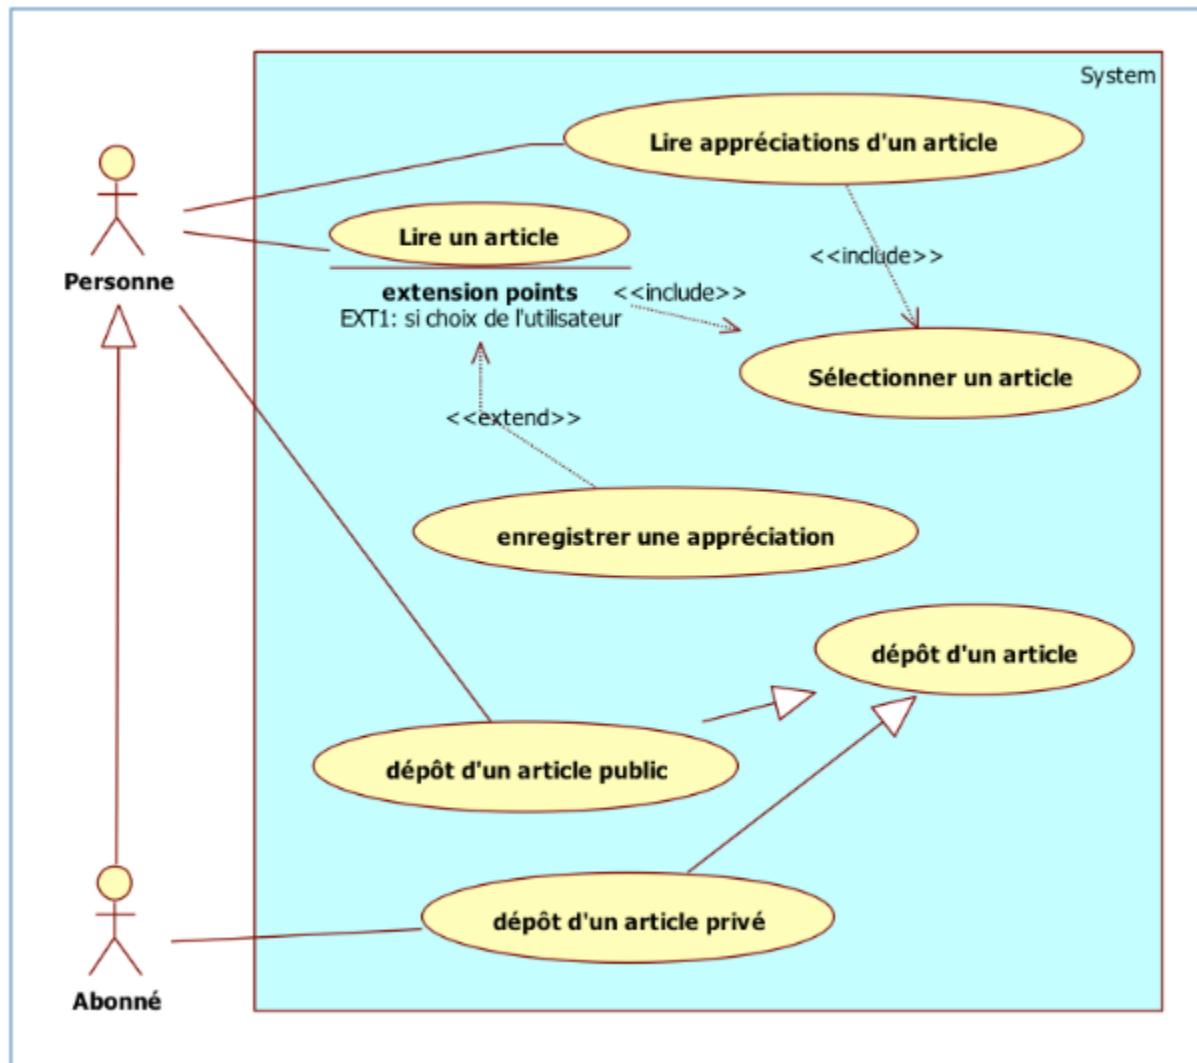 System
Lire appréciations d'un article
Lire un article
Personne
<<include>>
extension points
<<include>>
EXT1: si choix de l'utilisateur
Sélectionner un article
<<extend>>
enregistrer une appréciation
dépôt d'un article
dépôt d'un article public
dépôt d'un article privé
Abonné